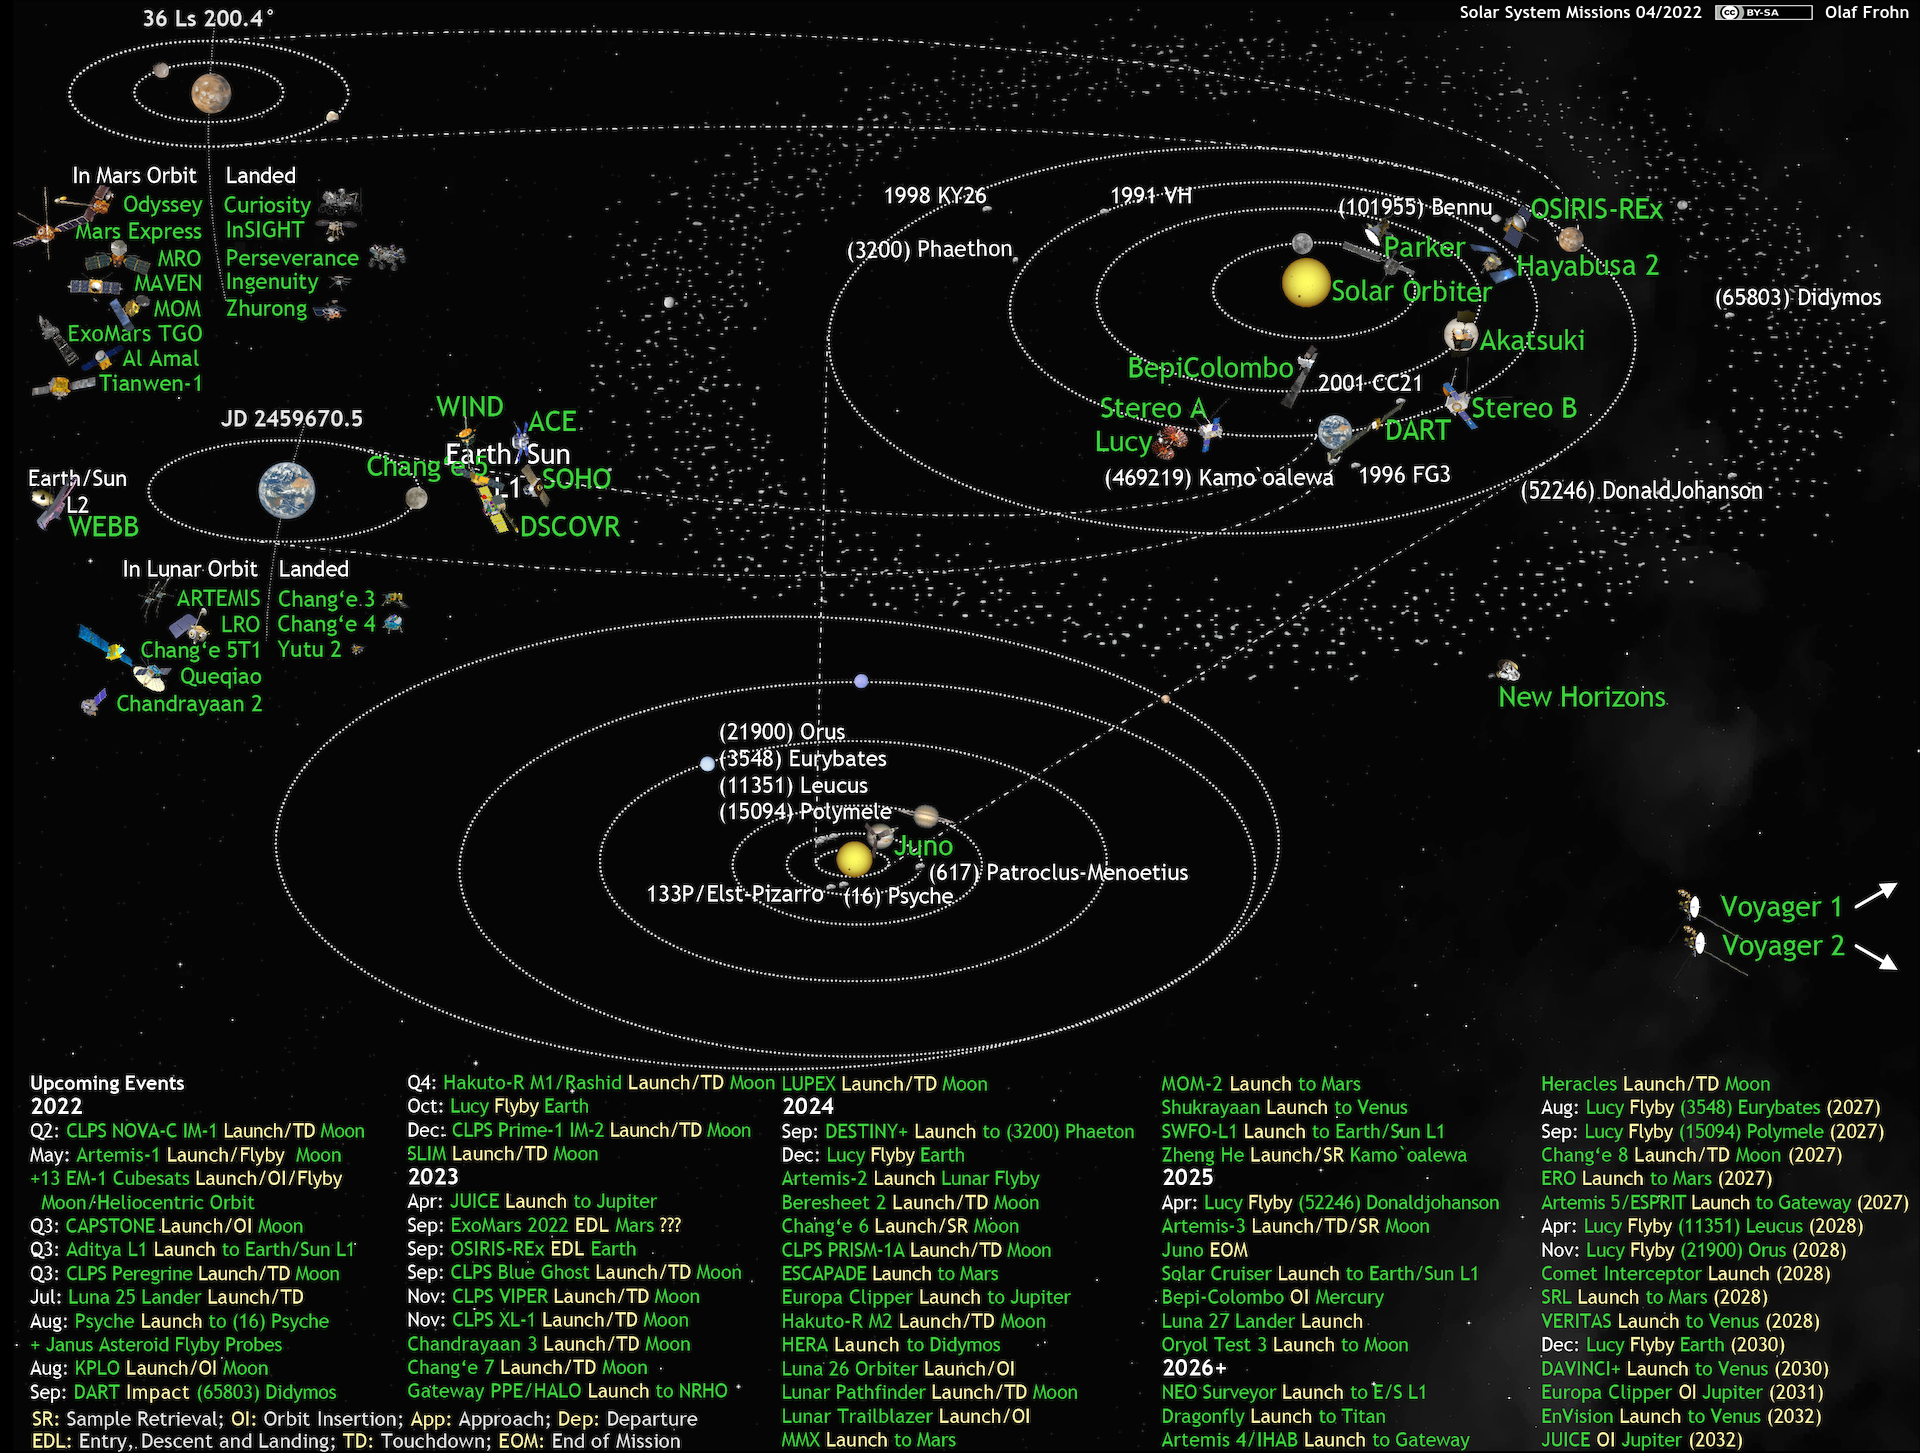 36 Ls 200.4°
Solar System Missions 04/2022 (cc) BY-SA Olaf Frohn
In Mars Orbit
Odyssey
Mars Express
MRO
MAVEN
MOM
ExoMars TGO
Al Amal
Tianwen-1
Landed
Curiosity
InSIGHT
Perseverance
Ingenuity
Zhurong
1998 KY26
1991 VH
(101955) Bennu
OSIRIS-REx
(3200) Phaethon
Parker
Hayabusa 2
Solar Orbiter
(65803) Didymos
Akatsuki
BepiColombo
2001 CC21
Stereo A
Stereo B
Lucy
DART
(469219) Kamo`oalewa
1996 FG3
(52246) DonaldJohanson
JD 2459670.5
WIND
ACE
Earth/Sun
L1
Chang‘e 5
SOHO
DSCOVR
Earth/Sun
L2
WEBB
In Lunar Orbit
ARTEMIS
LRO
Chang‘e 5T1
Queqiao
Chandrayaan 2
Landed
Chang‘e 3
Chang‘e 4
Yutu 2
New Horizons
(21900) Orus
(3548) Eurybates
(11351) Leucus
(15094) Polymele
Juno
(617) Patroclus-Menoetius
133P/Elst-Pizarro
(16) Psyche
Voyager 1
Voyager 2
Upcoming Events
2022
Q2: CLPS NOVA-C IM-1 Launch/TD Moon
May: Artemis-1 Launch/Flyby Moon
+13 EM-1 Cubesats Launch/OI/Flyby
Moon/Heliocentric Orbit
Q3: CAPSTONE Launch/OI Moon
Q3: Aditya L1 Launch to Earth/Sun L1
Q3: CLPS Peregrine Launch/TD Moon
Jul: Luna 25 Lander Launch/TD
Aug: Psyche Launch to (16) Psyche
+ Janus Asteroid Flyby Probes
Aug: KPLO Launch/OI Moon
Sep: DART Impact (65803) Didymos
Q4: Hakuto-R M1/Rashid Launch/TD Moon
Oct: Lucy Flyby Earth
Dec: CLPS Prime-1 IM-2 Launch/TD Moon
SLIM Launch/TD Moon
2023
Apr: JUICE Launch to Jupiter
Sep: ExoMars 2022 EDL Mars ???
Sep: OSIRIS-REx EDL Earth
Sep: CLPS Blue Ghost Launch/TD Moon
Nov: CLPS VIPER Launch/TD Moon
Nov: CLPS XL-1 Launch/TD Moon
Chandrayaan 3 Launch/TD Moon
Chang‘e 7 Launch/TD Moon
Gateway PPE/HALO Launch to NRHO
LUPEX Launch/TD Moon
2024
Sep: DESTINY+ Launch to (3200) Phaeton
Dec: Lucy Flyby Earth
Artemis-2 Launch Lunar Flyby
Beresheet 2 Launch/TD Moon
Chang‘e 6 Launch/SR Moon
CLPS PRISM-1A Launch/TD Moon
ESCAPADE Launch to Mars
Europa Clipper Launch to Jupiter
Hakuto-R M2 Launch/TD Moon
HERA Launch to Didymos
Luna 26 Orbiter Launch/OI
Lunar Pathfinder Launch/TD Moon
Lunar Trailblazer Launch/OI
MMX Launch to Mars
MOM-2 Launch to Mars
Shukrayaan Launch to Venus
SWFO-L1 Launch to Earth/Sun L1
Zheng He Launch/SR Kamo`oalewa
2025
Apr: Lucy Flyby (52246) Donaldjohanson
Artemis-3 Launch/TD/SR Moon
Juno EOM
Solar Cruiser Launch to Earth/Sun L1
Bepi-Colombo OI Mercury
Luna 27 Lander Launch
Oryol Test 3 Launch to Moon
2026+
NEO Surveyor Launch to E/S L1
Dragonfly Launch to Titan
Artemis 4/IHAB Launch to Gateway
Heracles Launch/TD Moon
Aug: Lucy Flyby (3548) Eurybates (2027)
Sep: Lucy Flyby (15094) Polymele (2027)
Chang‘e 8 Launch/TD Moon (2027)
ERO Launch to Mars (2027)
Artemis 5/ESPRIT Launch to Gateway (2027)
Apr: Lucy Flyby (11351) Leucus (2028)
Nov: Lucy Flyby (21900) Orus (2028)
Comet Interceptor Launch (2028)
SRL Launch to Mars (2028)
VERITAS Launch to Venus (2028)
Dec: Lucy Flyby Earth (2030)
DAVINCI+ Launch to Venus (2030)
Europa Clipper OI Jupiter (2031)
EnVision Launch to Venus (2032)
JUICE OI Jupiter (2032)
SR: Sample Retrieval; OI: Orbit Insertion; App: Approach; Dep: Departure
EDL: Entry, Descent and Landing; TD: Touchdown; EOM: End of Mission